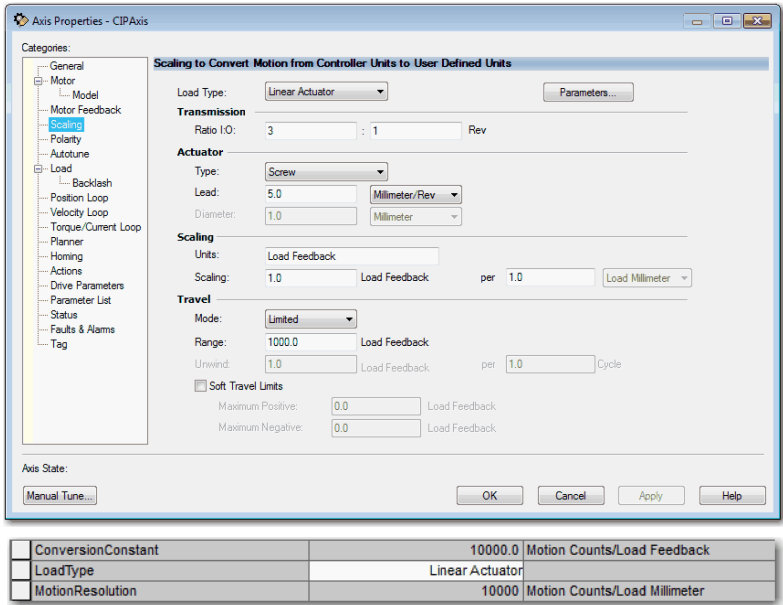 Axis Properties - CIPAxis
Categories:
General
Motor
Model
Motor Feedback
Scaling
Polarity
Autotune
Load
Backlash
Position Loop
Velocity Loop
Torque/Current Loop
Planner
Homing
Actions
Drive Parameters
Parameter List
Status
Faults & Alarms
Tag
Scaling to Convert Motion from Controller Units to User Defined Units
Load Type: Linear Actuator Parameters...
Transmission
Ratio I:O: 3 : 1 Rev
Actuator
Type: Screw
Lead: 5.0 Millimeter/Rev
Diameter: 1.0 Millimeter
Scaling
Units: Load Feedback
Scaling: 1.0 Load Feedback per 1.0 Load Millimeter
Travel
Mode: Limited
Range: 1000.0 Load Feedback
Unwind: 1.0 Load Feedback per 1.0 Cycle
Soft Travel Limits
Maximum Positive: 0.0 Load Feedback
Maximum Negative: 0.0 Load Feedback
Axis State:
Manual Tune... OK Cancel Apply Help
ConversionConstant 10000.0 Motion Counts/Load Feedback
LoadType Linear Actuator
MotionResolution 10000 Motion Counts/Load Millimeter